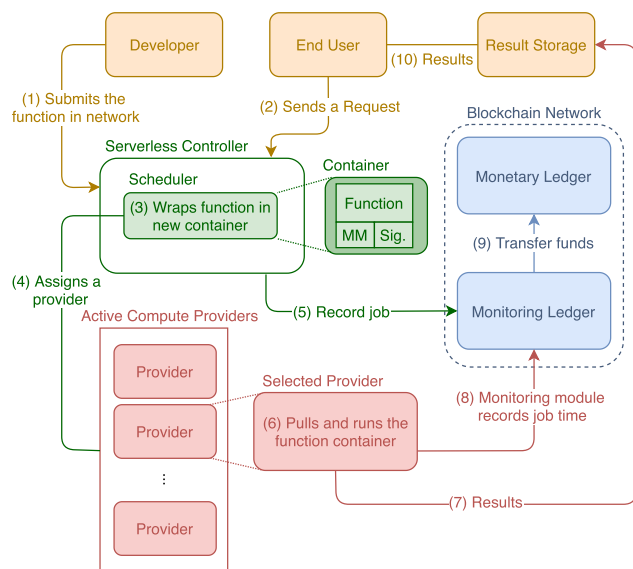 Developer
End User
Result Storage
(10) Results
(1) Submits the
function in network
(2) Sends a Request
Blockchain Network
Serverless Controller
Container
Scheduler
(3) Wraps function in
new container
Function
MM
Sig.
Monetary Ledger
(9) Transfer funds
(4) Assigns a
provider
(5) Record job
Monitoring Ledger
Active Compute Providers
Provider
Selected Provider
Provider
(6) Pulls and runs the
function container
(8) Monitoring module
records job time
...
(7) Results
Provider